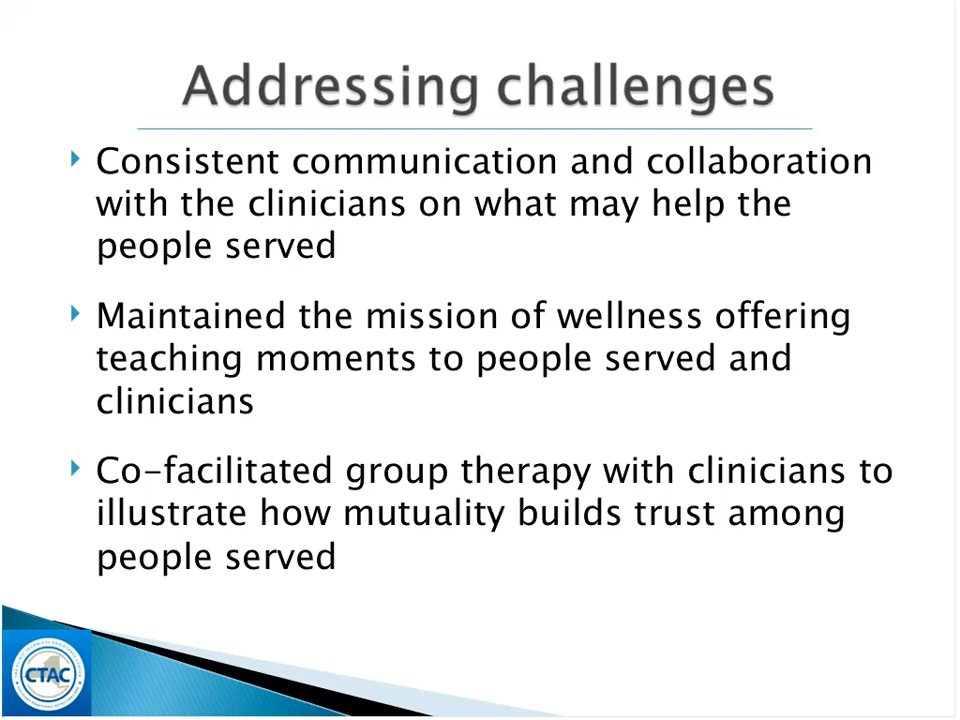 Addressing challenges
Consistent communication and collaboration
with the clinicians on what may help the
people served
Maintained the mission of wellness offering
teaching moments to people served and
clinicians
Co-facilitated group therapy with clinicians to
illustrate how mutuality builds trust among
people served
CTAC